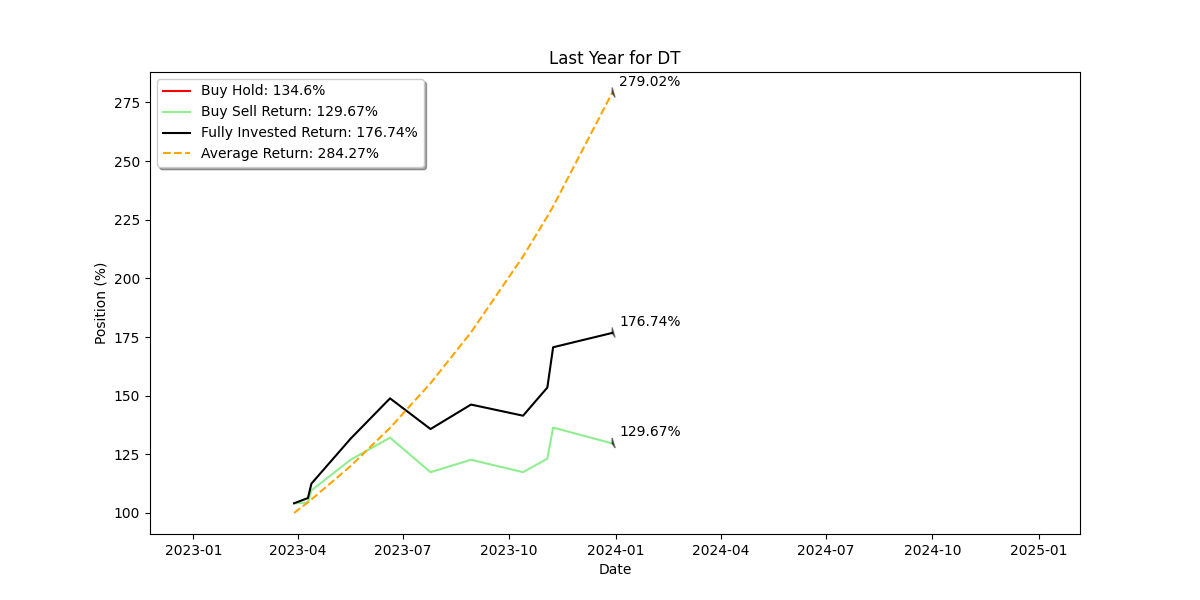 Last Year for DT
Buy Hold: 134.6%
Buy Sell Return: 129.67%
Fully Invested Return: 176.74%
Average Return: 284.27%
279.02%
176.74%
129.67%
Position (%)
275
250
225
200
175
150
125
100
2023-01 2023-04 2023-07 2023-10 2024-01 2024-04 2024-07 2024-10 2025-01
Date